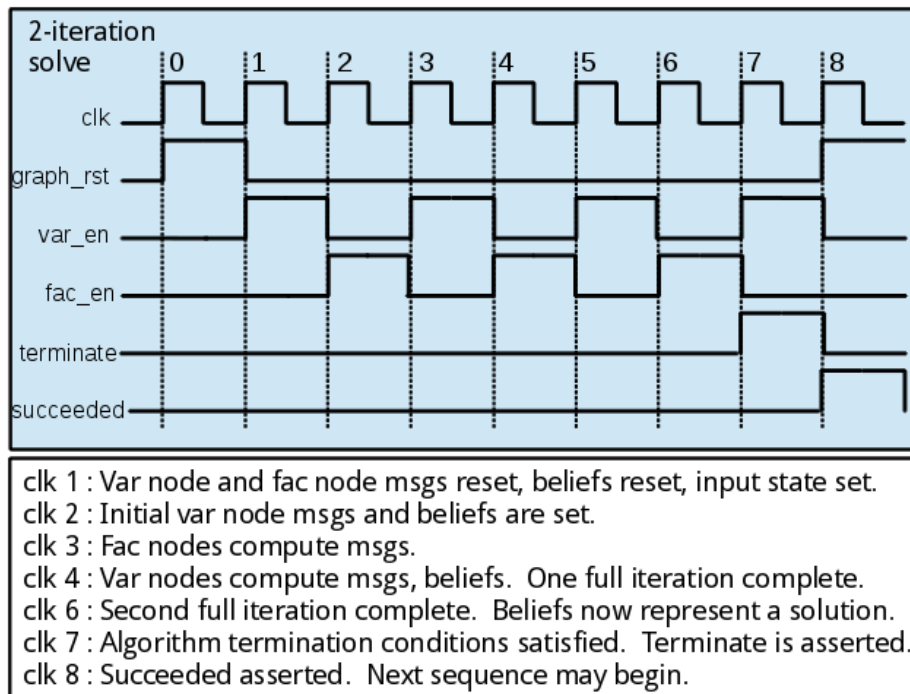 2-iteration
solve
0 1 2 3 4 5 6 7 8
clk
graph_rst
var_en
fac_en
terminate
succeeded
clk 1 : Var node and fac node msgs reset, beliefs reset, input state set.
clk 2 : Initial var node msgs and beliefs are set.
clk 3 : Fac nodes compute msgs.
clk 4 : Var nodes compute msgs, beliefs. One full iteration complete.
clk 6 : Second full iteration complete. Beliefs now represent a solution.
clk 7 : Algorithm termination conditions satisfied. Terminate is asserted.
clk 8 : Succeeded asserted. Next sequence may begin.